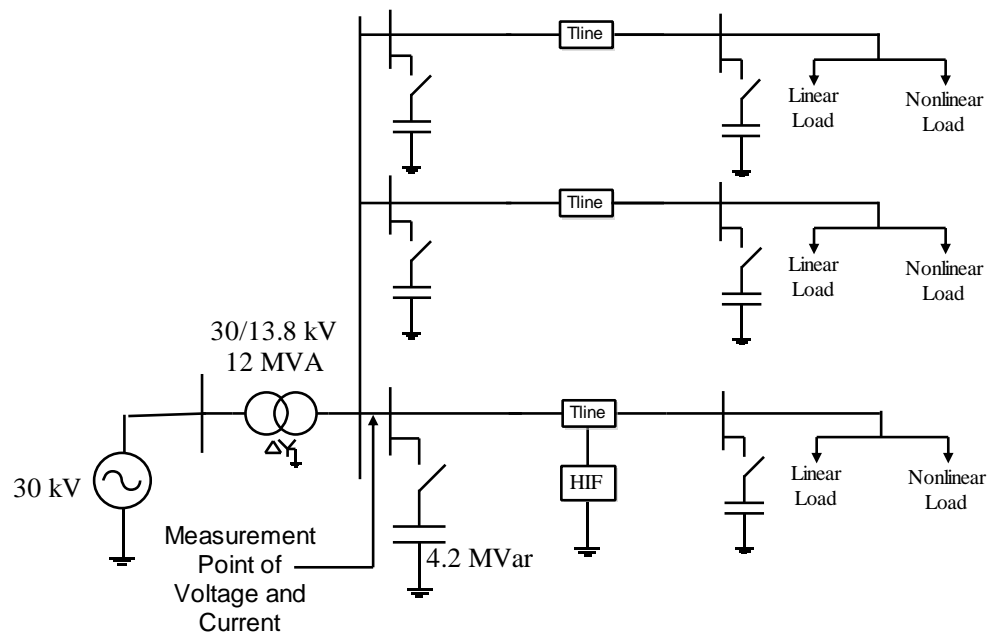 Tline
Linear
Load
Nonlinear
Load
Tline
Linear
Load
Nonlinear
Load
30/13.8 kV
12 MVA
ΔY
30 kV
Tline
HIF
Linear
Load
Nonlinear
Load
4.2 MVar
Measurement
Point of
Voltage and
Current